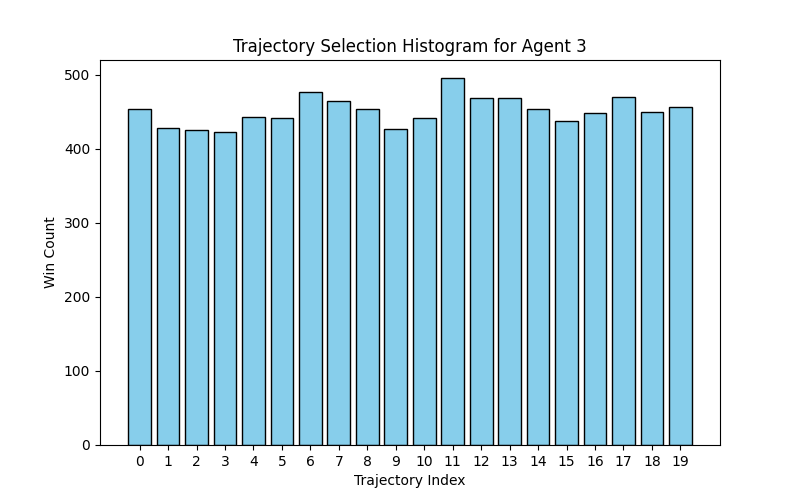 Trajectory Selection Histogram for Agent 3
500
400
300
200
100
0
Win Count
0 1 2 3 4 5 6 7 8 9 10 11 12 13 14 15 16 17 18 19
Trajectory Index